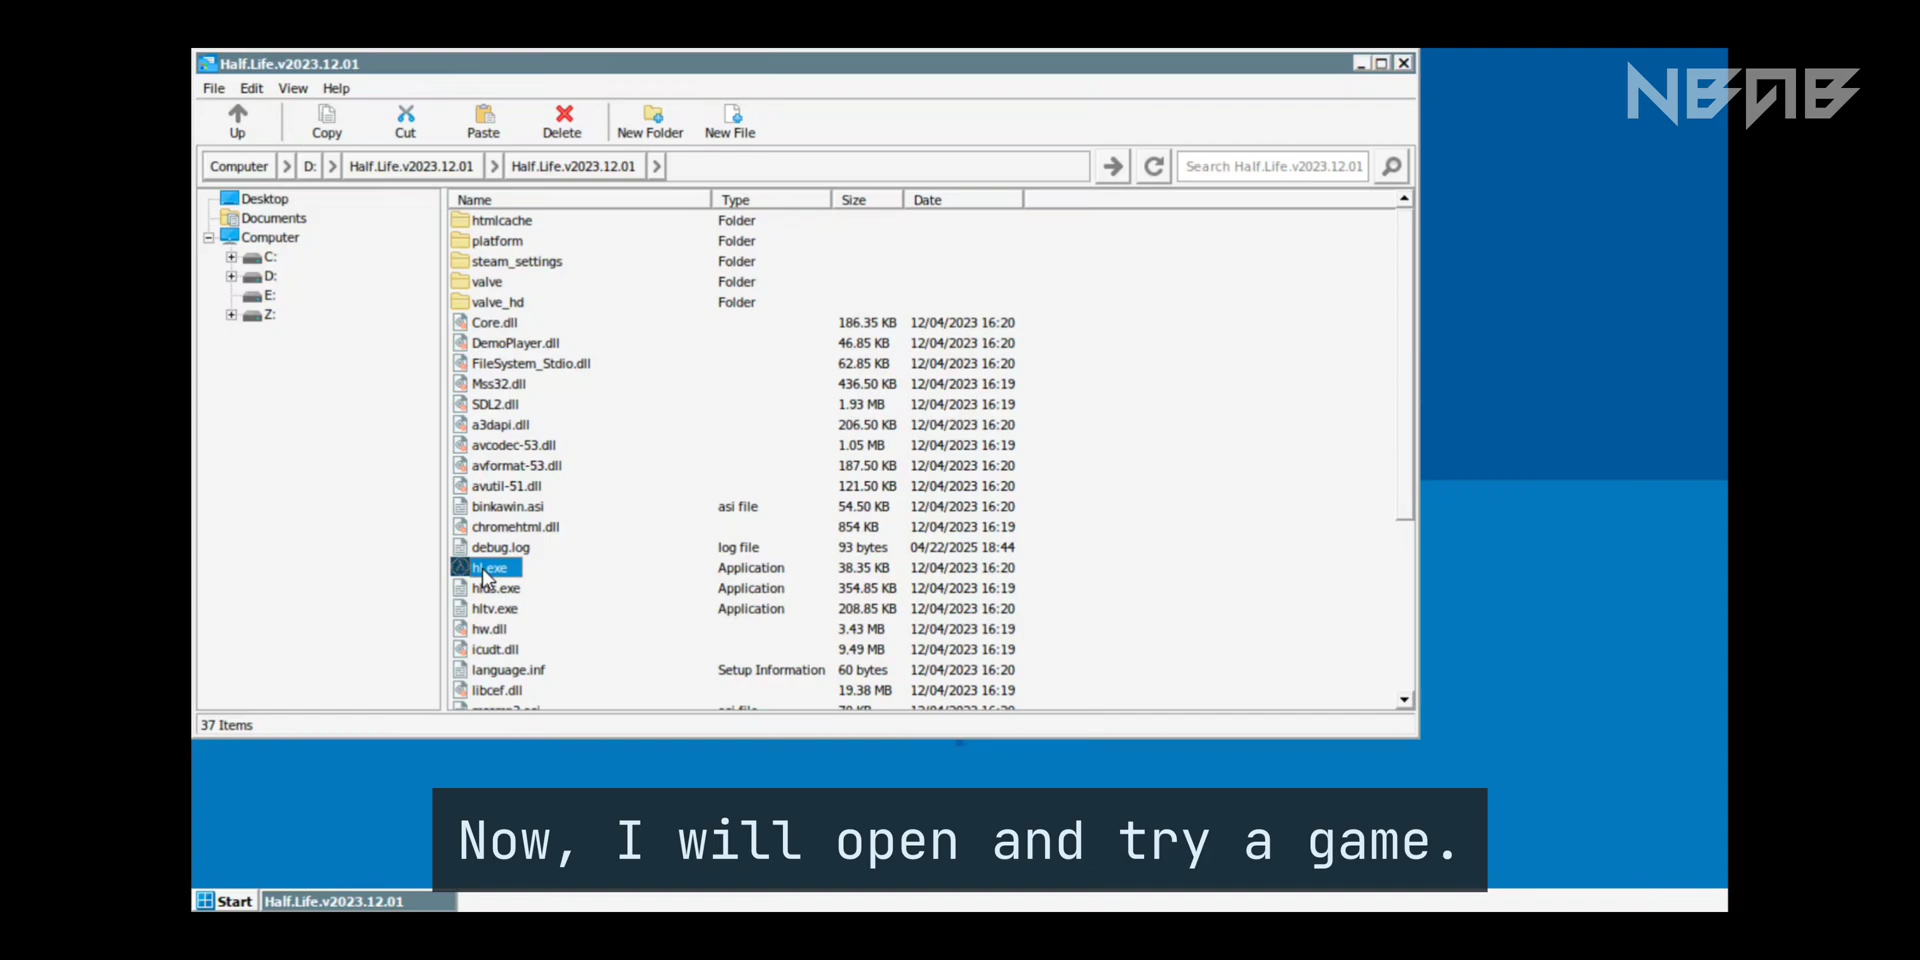 Half.Life.v2023.12.01
NBAB
File Edit View Help
Up Copy Cut Paste Delete New Folder New File
Computer D: Half.Life.v2023.12.01 Half.Life.v2023.12.01 Search Half.Life.v2023.12.01
Desktop
Documents
Computer
C:
D:
E:
Z:
Name Type Size Date
htmlcache Folder
platform Folder
steam_settings Folder
valve Folder
valve_hd Folder
Core.dll 186.35 KB 12/04/2023 16:20
DemoPlayer.dll 46.85 KB 12/04/2023 16:20
FileSystem_Stdio.dll 62.85 KB 12/04/2023 16:20
Mss32.dll 436.50 KB 12/04/2023 16:19
SDL2.dll 1.93 MB 12/04/2023 16:19
a3dapi.dll 206.50 KB 12/04/2023 16:20
avcodec-53.dll 1.05 MB 12/04/2023 16:19
avformat-53.dll 187.50 KB 12/04/2023 16:20
avutil-51.dll 121.50 KB 12/04/2023 16:20
binkawin.asi asi file 54.50 KB 12/04/2023 16:20
chromehtml.dll 854 KB 12/04/2023 16:19
debug.log log file 93 bytes 04/22/2025 18:44
hl.exe Application 38.35 KB 12/04/2023 16:20
hlds.exe Application 354.85 KB 12/04/2023 16:19
hltv.exe Application 208.85 KB 12/04/2023 16:20
hw.dll 3.43 MB 12/04/2023 16:19
icudt.dll 9.49 MB 12/04/2023 16:19
language.inf Setup Information 60 bytes 12/04/2023 16:20
libcef.dll 19.38 MB 12/04/2023 16:19
37 Items
Now, I will open and try a game.
Start Half.Life.v2023.12.01